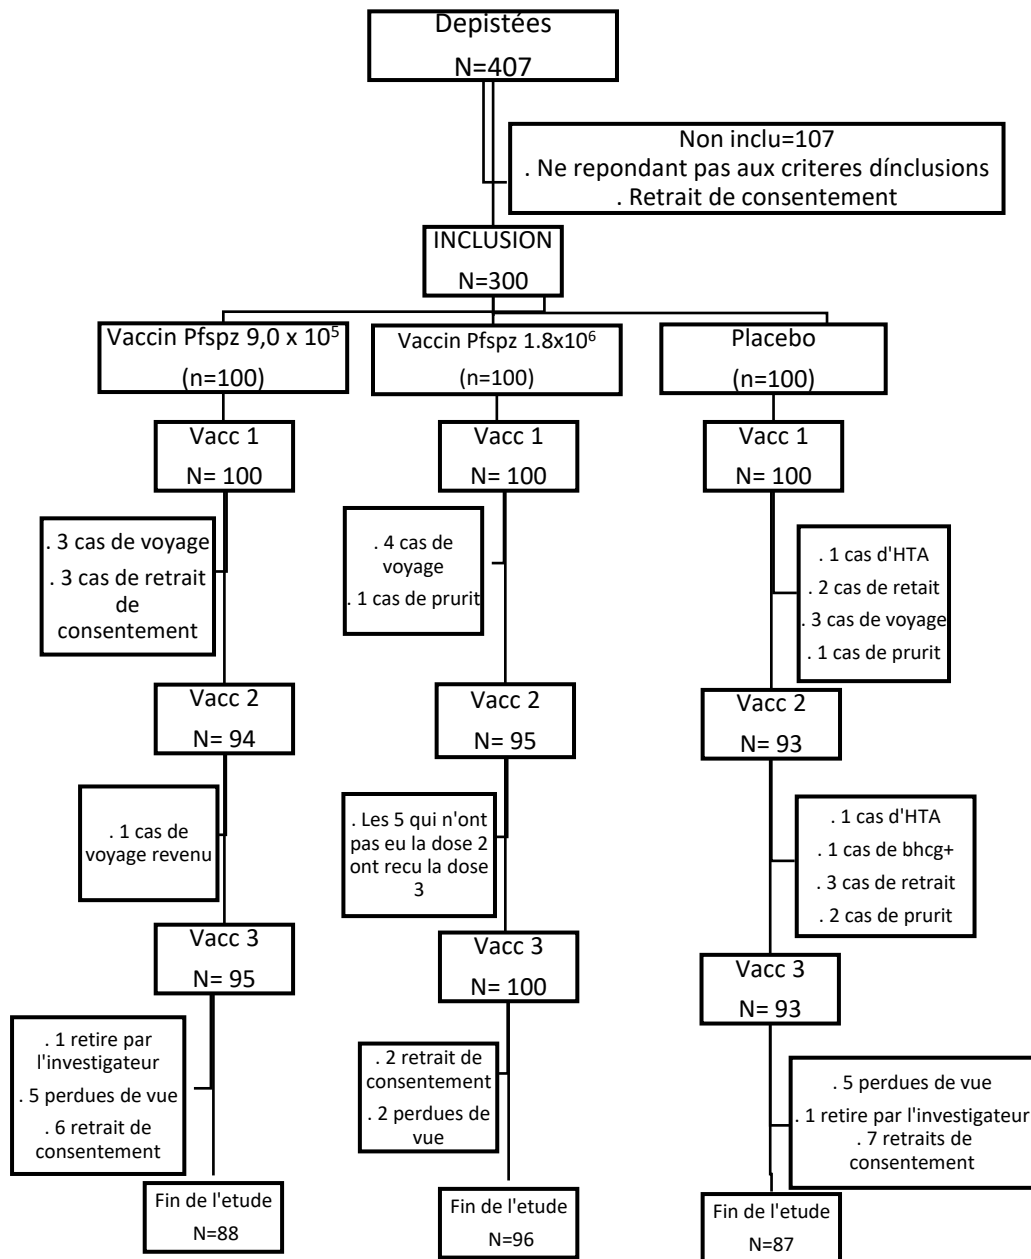 Depistées
N=407
Non inclu=107
. Ne repondant pas aux criteres dínclusions
. Retrait de consentement
INCLUSION
N=300
Vaccin Pfspz 9,0 x 10⁵
(n=100)
Vaccin Pfspz 1.8x10⁶
(n=100)
Placebo
(n=100)
Vacc 1
N= 100
Vacc 1
N= 100
Vacc 1
N= 100
. 3 cas de voyage
. 3 cas de retrait
de
consentement
. 4 cas de
voyage
. 1 cas de prurit
. 1 cas d'HTA
. 2 cas de retait
. 3 cas de voyage
. 1 cas de prurit
Vacc 2
N= 94
Vacc 2
N= 95
Vacc 2
N= 93
. 1 cas de
voyage revenu
. Les 5 qui n'ont
pas eu la dose 2
ont recu la dose
3
. 1 cas d'HTA
. 1 cas de bhcg+
. 3 cas de retrait
. 2 cas de prurit
Vacc 3
N= 95
Vacc 3
N= 100
Vacc 3
N= 93
. 1 retire par
l'investigateur
. 5 perdues de vue
. 6 retrait de
consentement
. 2 retrait de
consentement
. 2 perdues de
vue
. 5 perdues de vue
. 1 retire par l'investigateur
. 7 retraits de
consentement
Fin de l'etude
N=88
Fin de l'etude
N=96
Fin de l'etude
N=87